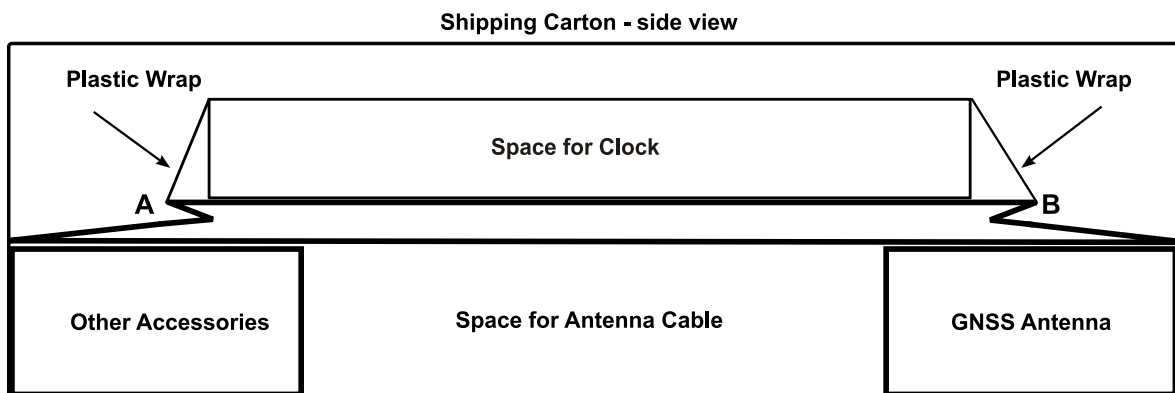 Shipping Carton - side view
Plastic Wrap
Plastic Wrap
Space for Clock
A
B
Other Accessories
Space for Antenna Cable
GNSS Antenna